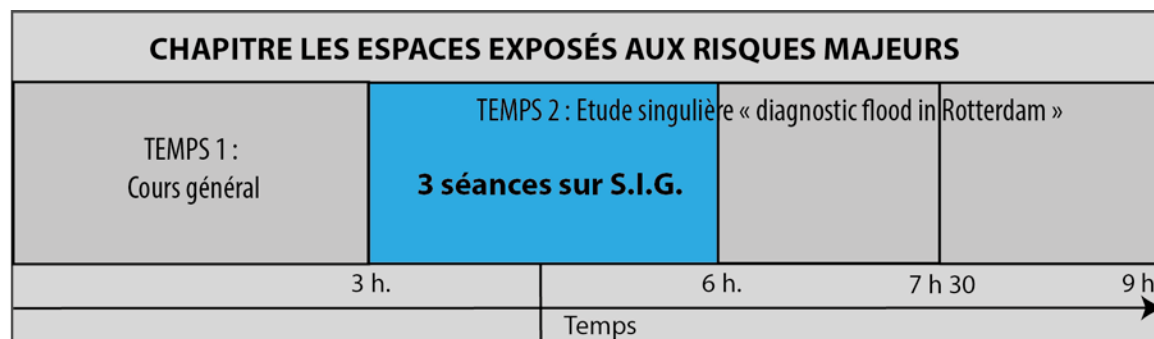 CHAPITRE LES ESPACES EXPOSÉS AUX RISQUES MAJEURS
TEMPS 2 : Etude singulière « diagnostic flood in Rotterdam »
TEMPS 1 :
Cours général
3 séances sur S.I.G.
3 h.
6 h.
7 h 30
9 h
Temps